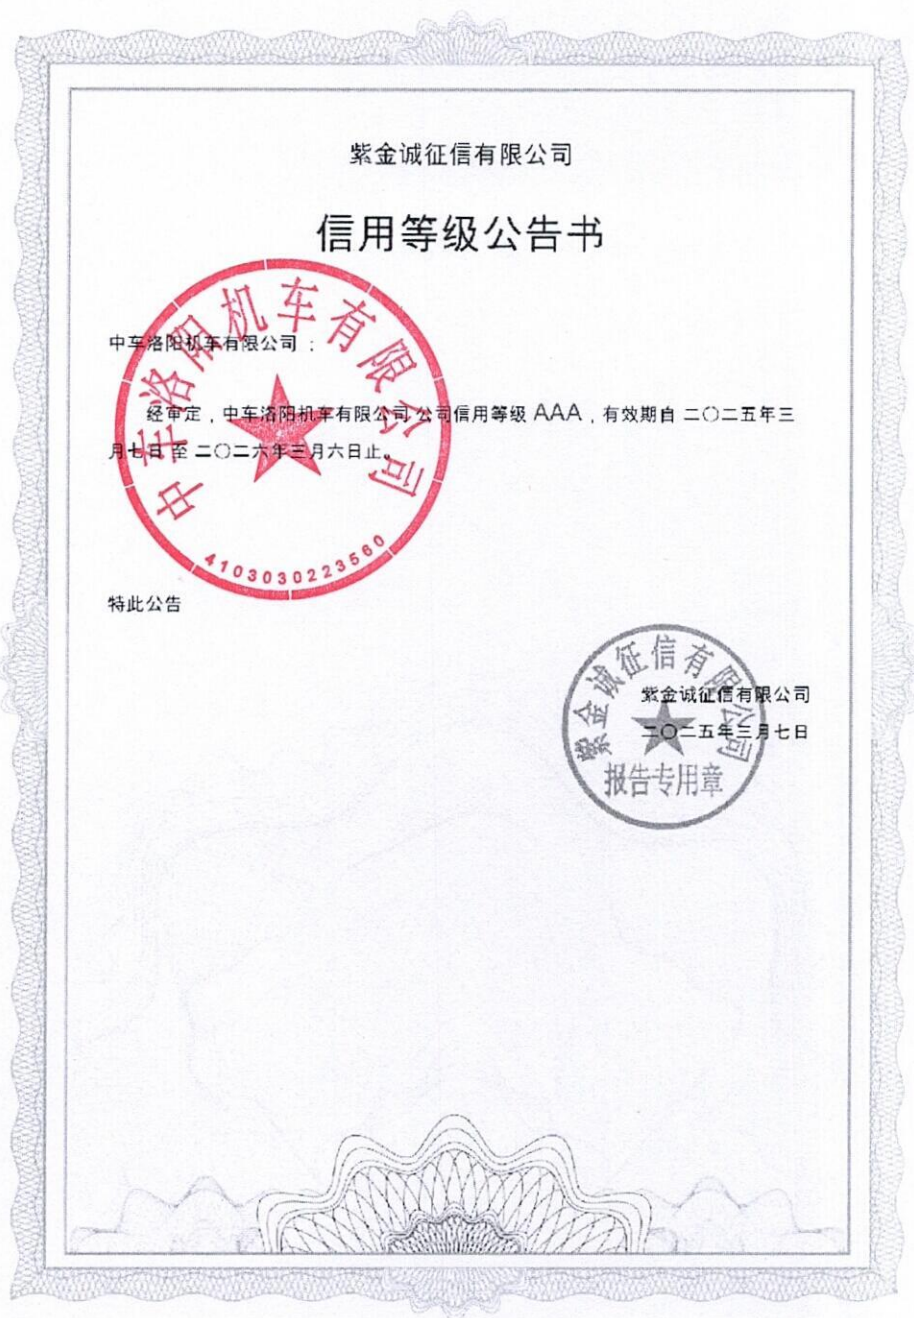 紫金诚征信有限公司
信用等级公告书
中车洛阳机车有限公司：
经审定，中车洛阳机车有限公司 公司信用等级 AAA，有效期自 二〇二五年三
月七日 至 二〇二六年三月六日止。
中车洛阳机车有限公司
4103030223560
特此公告
紫金诚征信有限公司
紫金诚征信有限公司
二〇二五年三月七日
报告专用章